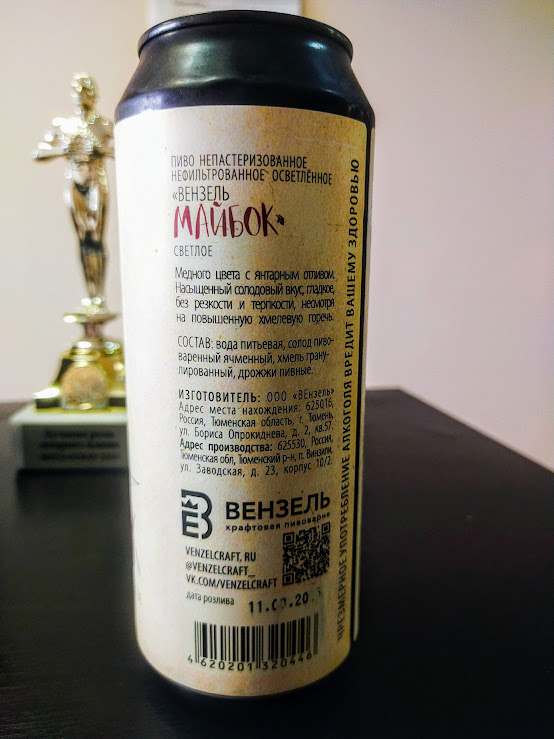 ПИВО НЕПАСТЕРИЗОВАННОЕ
НЕФИЛЬТРОВАННОЕ ОСВЕТЛЁННОЕ
«ВЕНЗЕЛЬ
МАЙБОК»
СВЕТЛОЕ
Медного цвета с янтарным отливом.
Насыщенный солодовый вкус, гладкое,
без резкости и терпкости, несмотря
на повышенную хмелевую горечь.
СОСТАВ: вода питьевая, солод пиво-
варенный ячменный, хмель грану-
лированный, дрожжи пивные.
ИЗГОТОВИТЕЛЬ: ООО «ВЕнзель»
Адрес места нахождения: 625016,
Россия, Тюменская область, г. Тюмень,
ул. Бориса Опрокиднева, д. 2, кв.57.
Адрес производства: 625530, Россия,
Тюменская обл, Тюменский р-н, п. Винзили,
ул. Заводская, д. 23, корпус 10/2.
ВЕНЗЕЛЬ
крафтовая пивоварня
VENZELCRAFT, RU
@VENZELCRAFT_
VK.COM/VENZELCRAFT
дата розлива
4 620201 320446
ЧРЕЗМЕРНОЕ УПОТРЕБЛЕНИЕ АЛКОГОЛЯ ВРЕДИТ ВАШЕМУ ЗДОРОВЬЮ